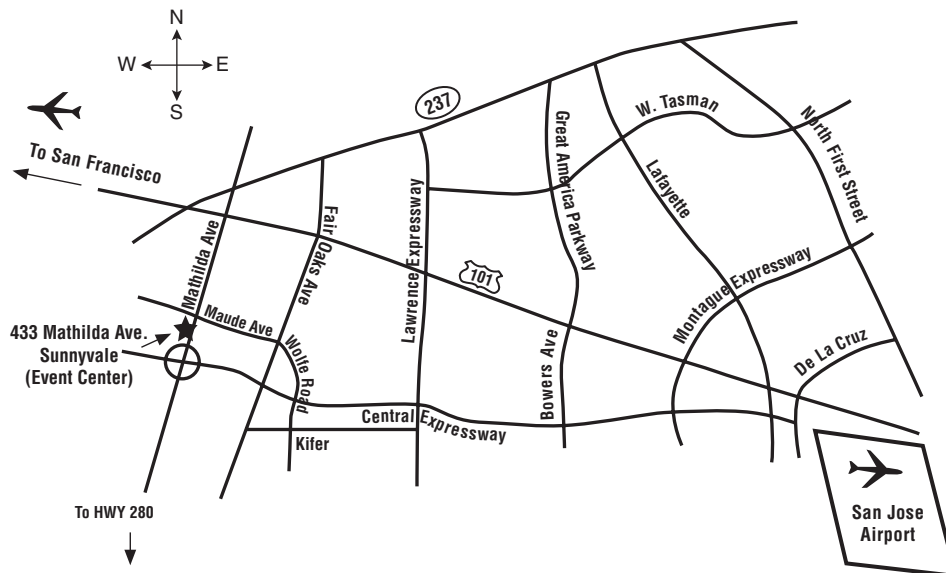 N
W E
S
237
W. Tasman
To San Francisco
Great America Parkway
North First Street
Lafayette
Fair Oaks Ave
Lawrence Expressway
Mathilda Ave
101
Montague Expressway
Maude Ave
433 Mathilda Ave.
Sunnyvale
(Event Center)
Wolfe Road
Bowers Ave
De La Cruz
Central Expressway
Kifer
To HWY 280
San Jose
Airport